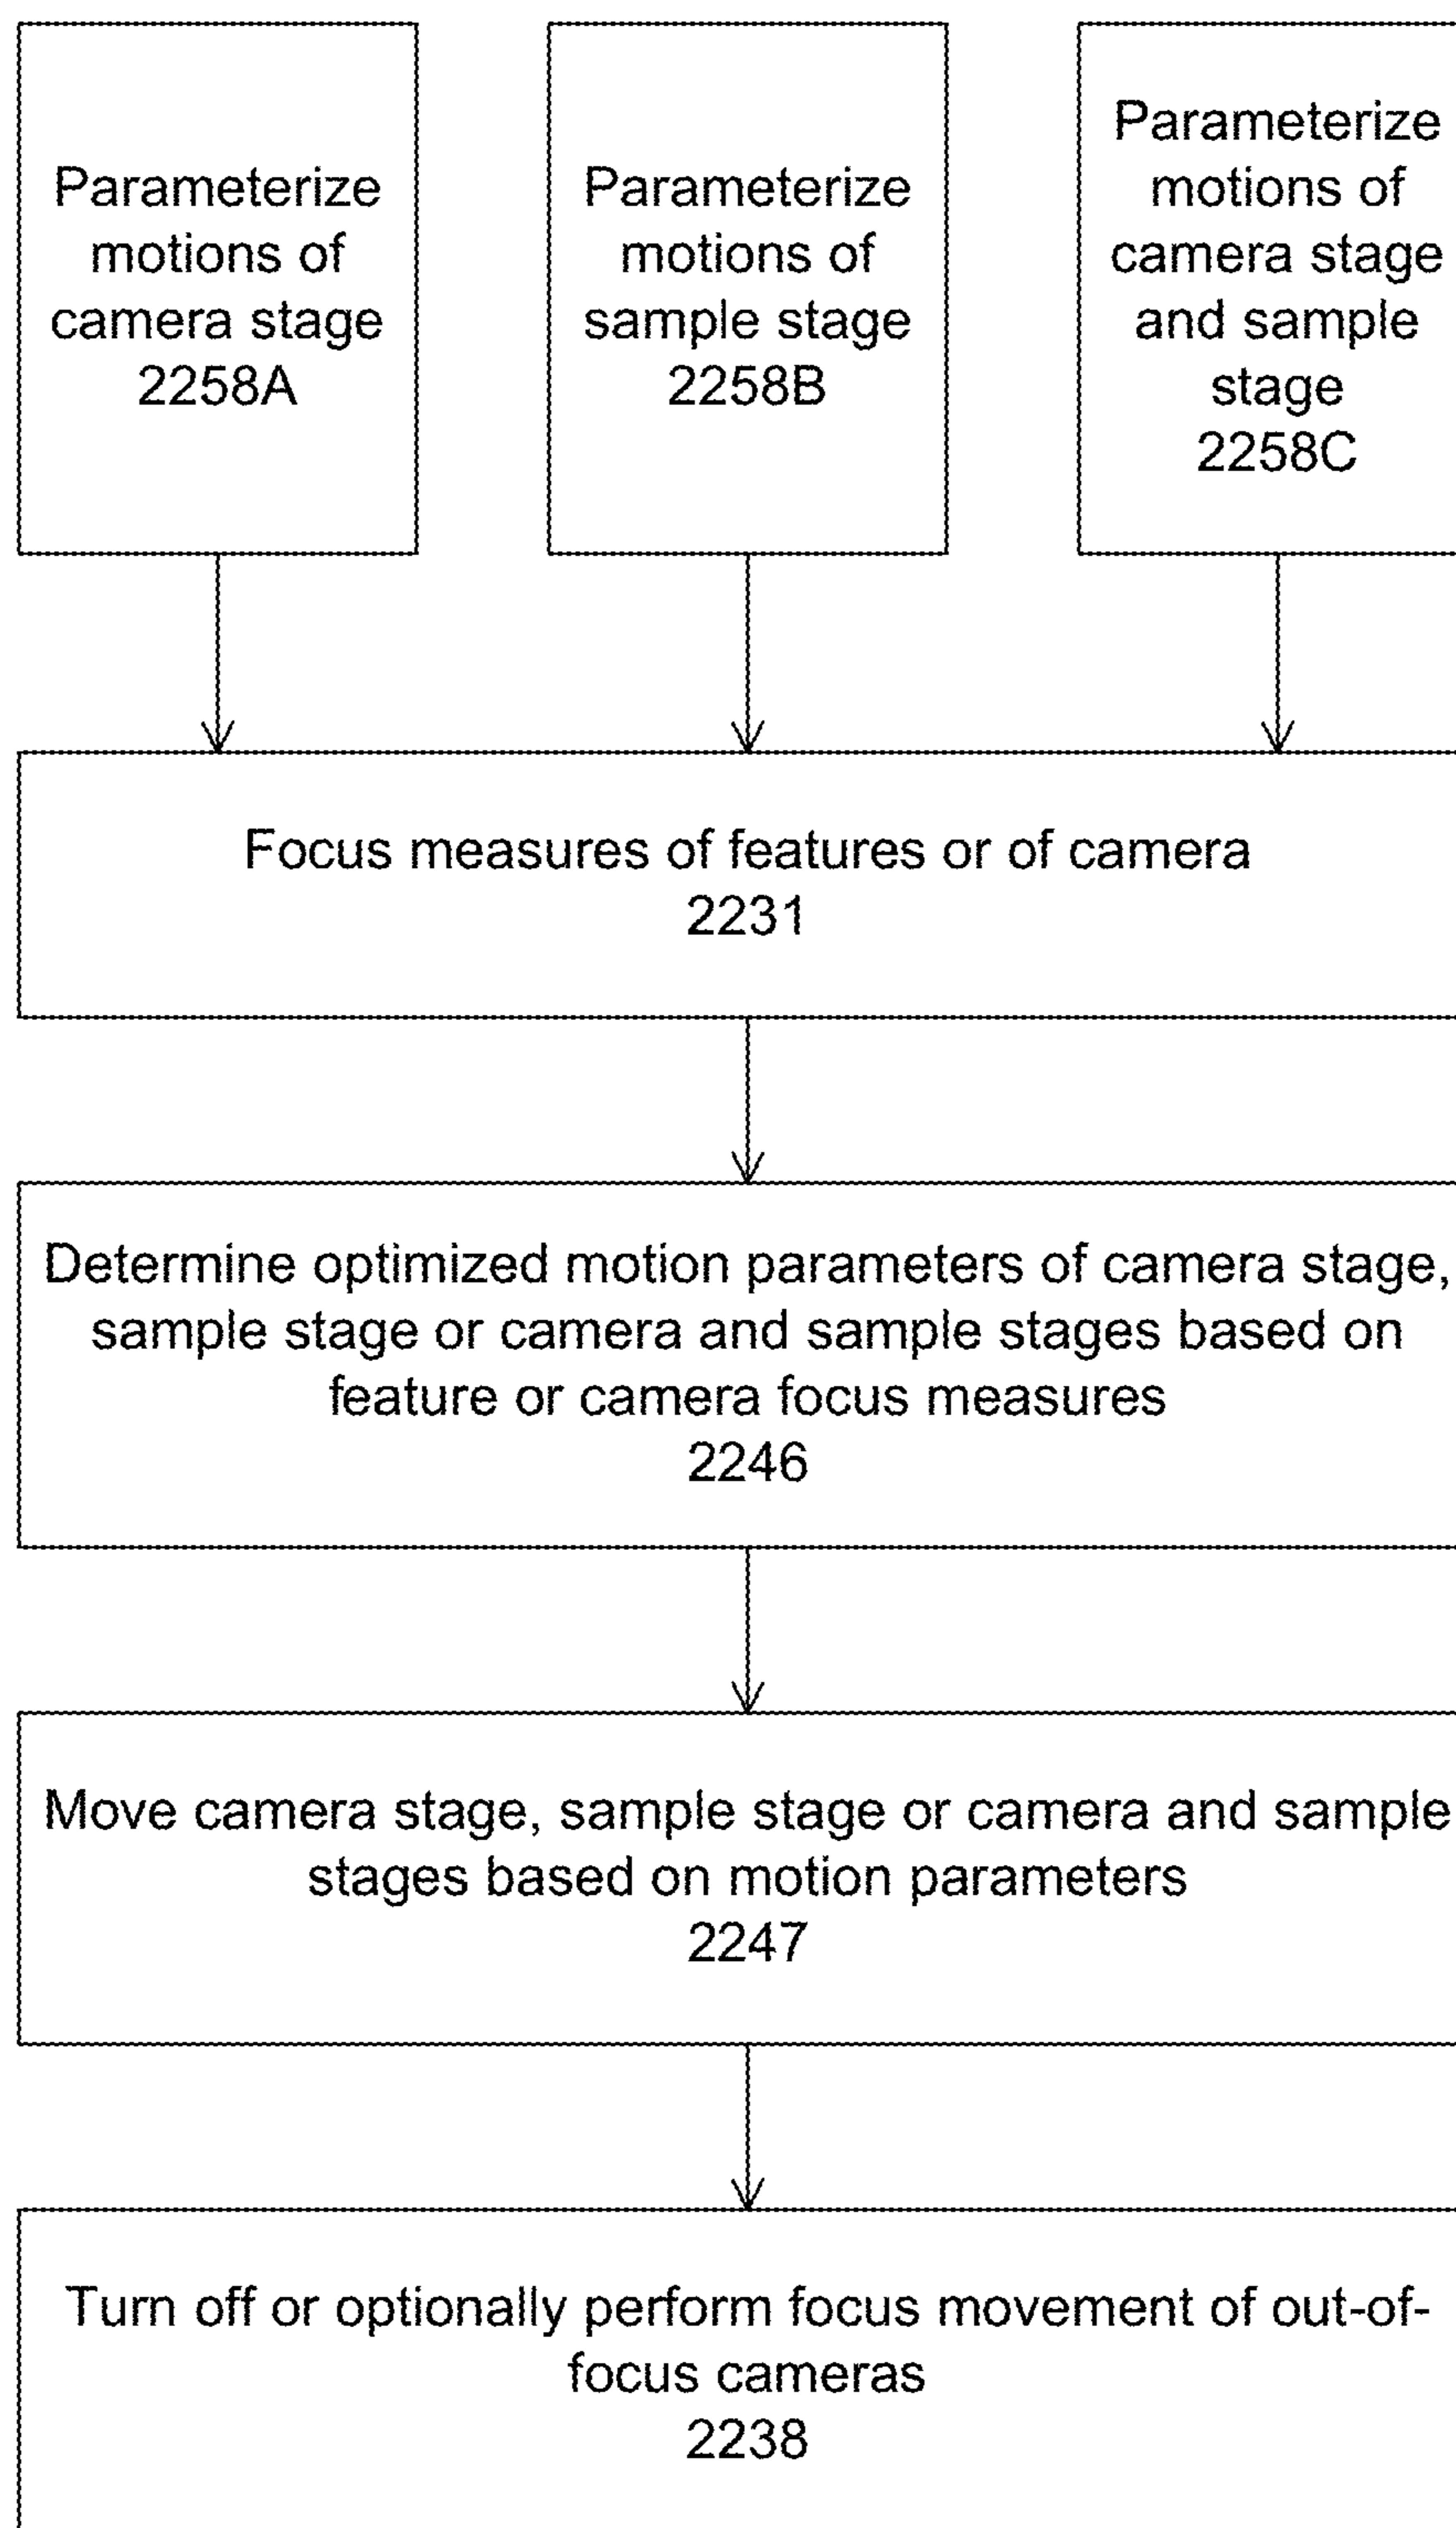 Parameterize
motions of
camera stage
2258A
Parameterize
motions of
sample stage
2258B
Parameterize
motions of
camera stage
and sample
stage
2258C
Focus measures of features or of camera
2231
Determine optimized motion parameters of camera stage,
sample stage or camera and sample stages based on
feature or camera focus measures
2246
Move camera stage, sample stage or camera and sample
stages based on motion parameters
2247
Turn off or optionally perform focus movement of out-of-
focus cameras
2238